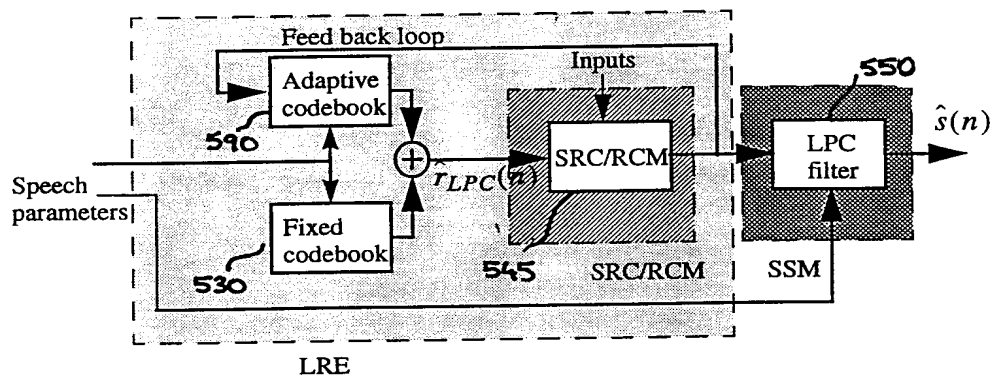 Feed back loop
Adaptive
codebook
590
Inputs
550
SRC/RCM
LPC
filter
ŝ(n)
r̂_LPC(n)
Speech
parameters
Fixed
codebook
530
545
SRC/RCM
SSM
LRE